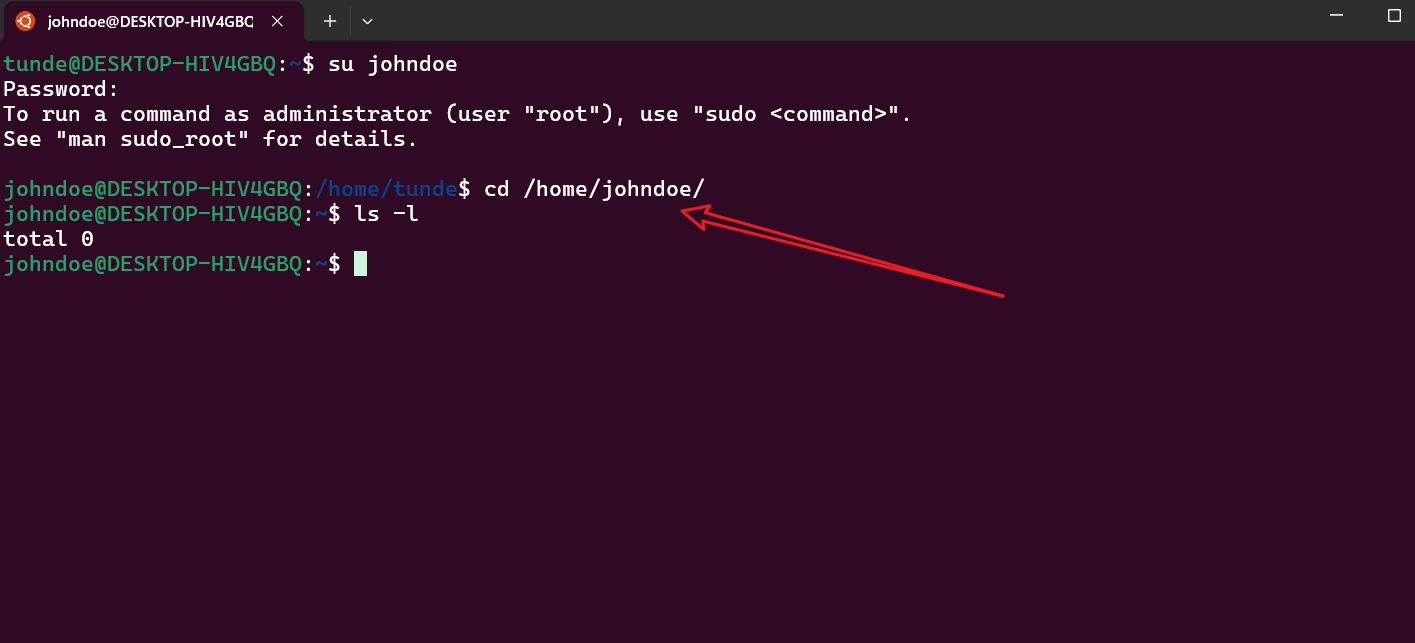 johndoe@DESKTOP-HIV4GBQ
tunde@DESKTOP-HIV4GBQ:~$ su johndoe
Password:
To run a command as administrator (user "root"), use "sudo <command>".
See "man sudo_root" for details.
johndoe@DESKTOP-HIV4GBQ:/home/tunde$ cd /home/johndoe/
johndoe@DESKTOP-HIV4GBQ:~$ ls -l
total 0
johndoe@DESKTOP-HIV4GBQ:~$